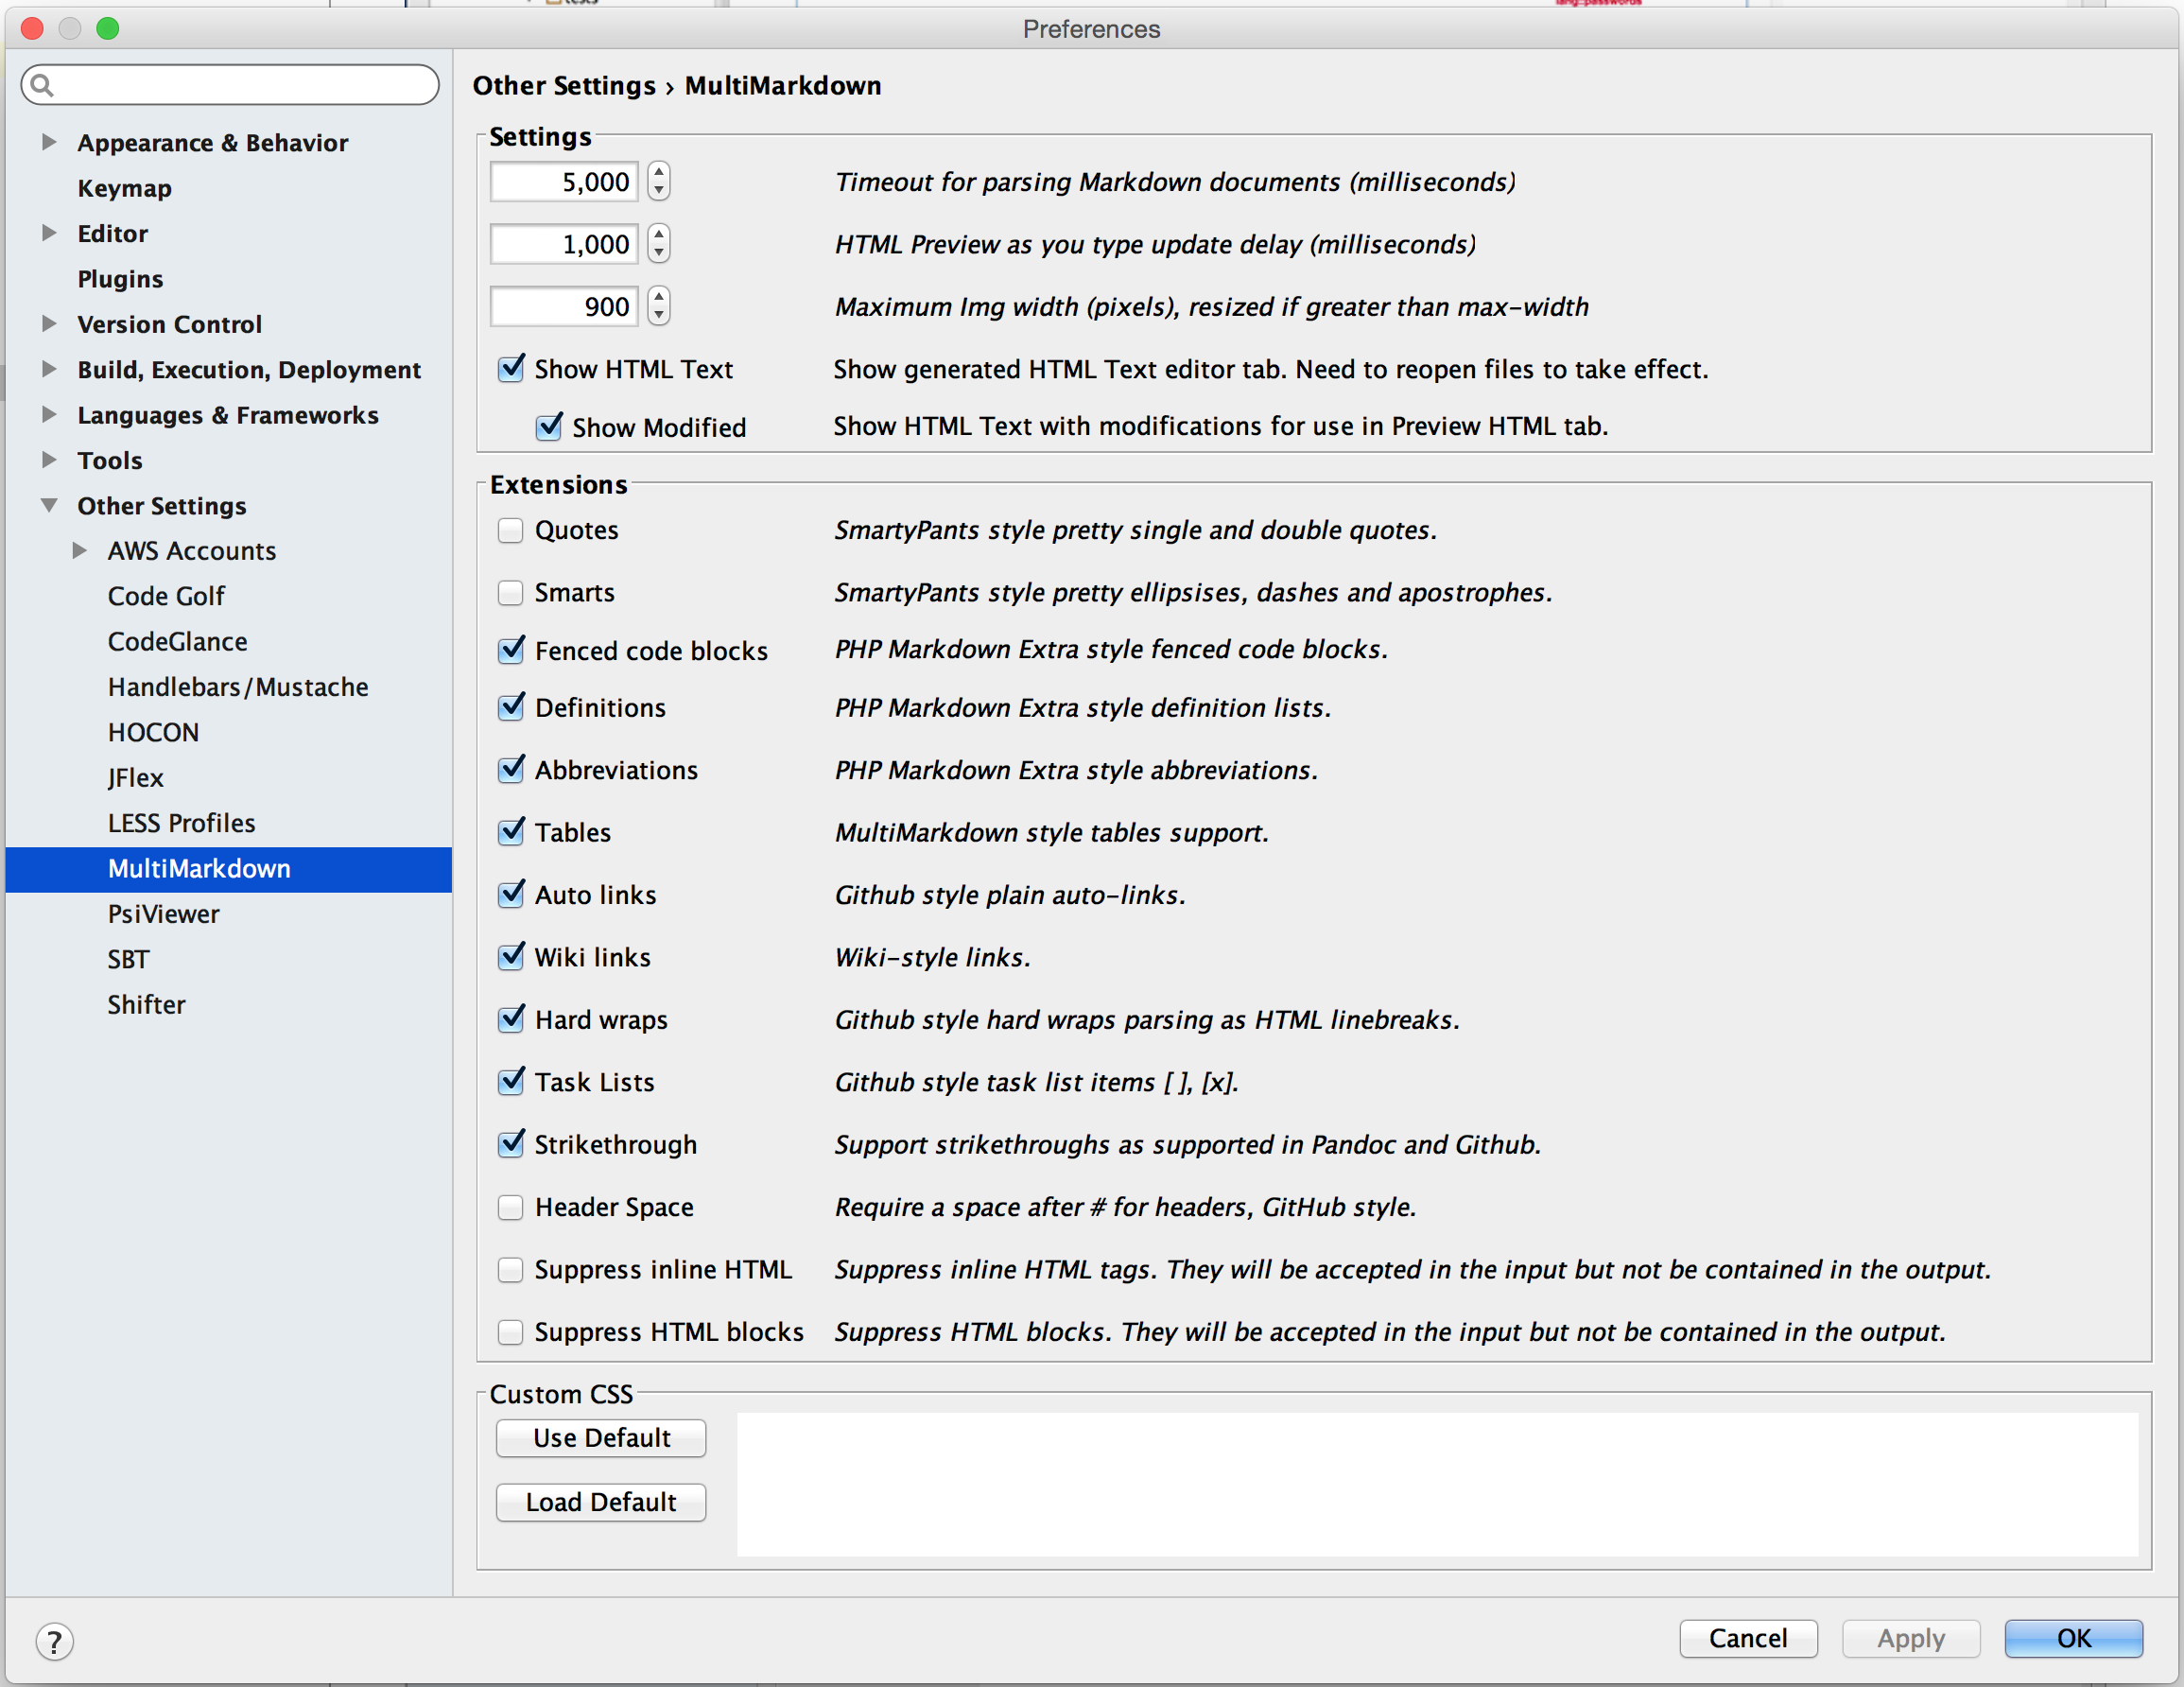 tests
lang::passwords
Preferences
Appearance & Behavior
Keymap
Editor
Plugins
Version Control
Build, Execution, Deployment
Languages & Frameworks
Tools
Other Settings
AWS Accounts
Code Golf
CodeGlance
Handlebars/Mustache
HOCON
JFlex
LESS Profiles
MultiMarkdown
PsiViewer
SBT
Shifter
Other Settings › MultiMarkdown
Settings
5,000 Timeout for parsing Markdown documents (milliseconds)
1,000 HTML Preview as you type update delay (milliseconds)
900 Maximum Img width (pixels), resized if greater than max-width
Show HTML Text Show generated HTML Text editor tab. Need to reopen files to take effect.
Show Modified Show HTML Text with modifications for use in Preview HTML tab.
Extensions
Quotes SmartyPants style pretty single and double quotes.
Smarts SmartyPants style pretty ellipsises, dashes and apostrophes.
Fenced code blocks PHP Markdown Extra style fenced code blocks.
Definitions PHP Markdown Extra style definition lists.
Abbreviations PHP Markdown Extra style abbreviations.
Tables MultiMarkdown style tables support.
Auto links Github style plain auto-links.
Wiki links Wiki-style links.
Hard wraps Github style hard wraps parsing as HTML linebreaks.
Task Lists Github style task list items [ ], [x].
Strikethrough Support strikethroughs as supported in Pandoc and Github.
Header Space Require a space after # for headers, GitHub style.
Suppress inline HTML Suppress inline HTML tags. They will be accepted in the input but not be contained in the output.
Suppress HTML blocks Suppress HTML blocks. They will be accepted in the input but not be contained in the output.
Custom CSS
Use Default
Load Default
?
Cancel Apply OK